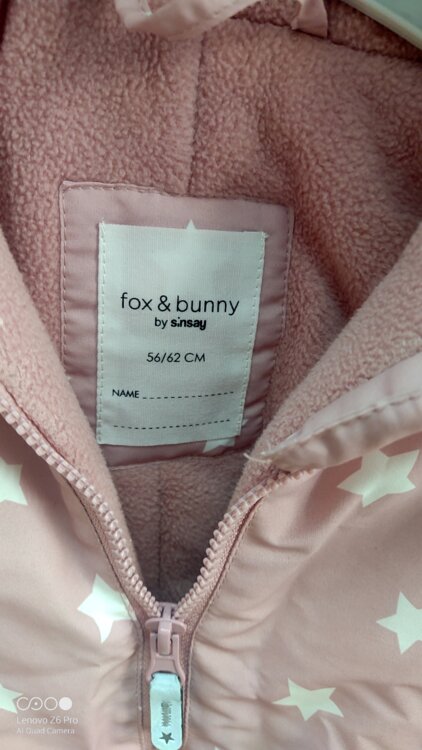 fox & bunny
by sinsay
56/62 CM
NAME
Lenovo Z6 Pro
AI Quad Camera